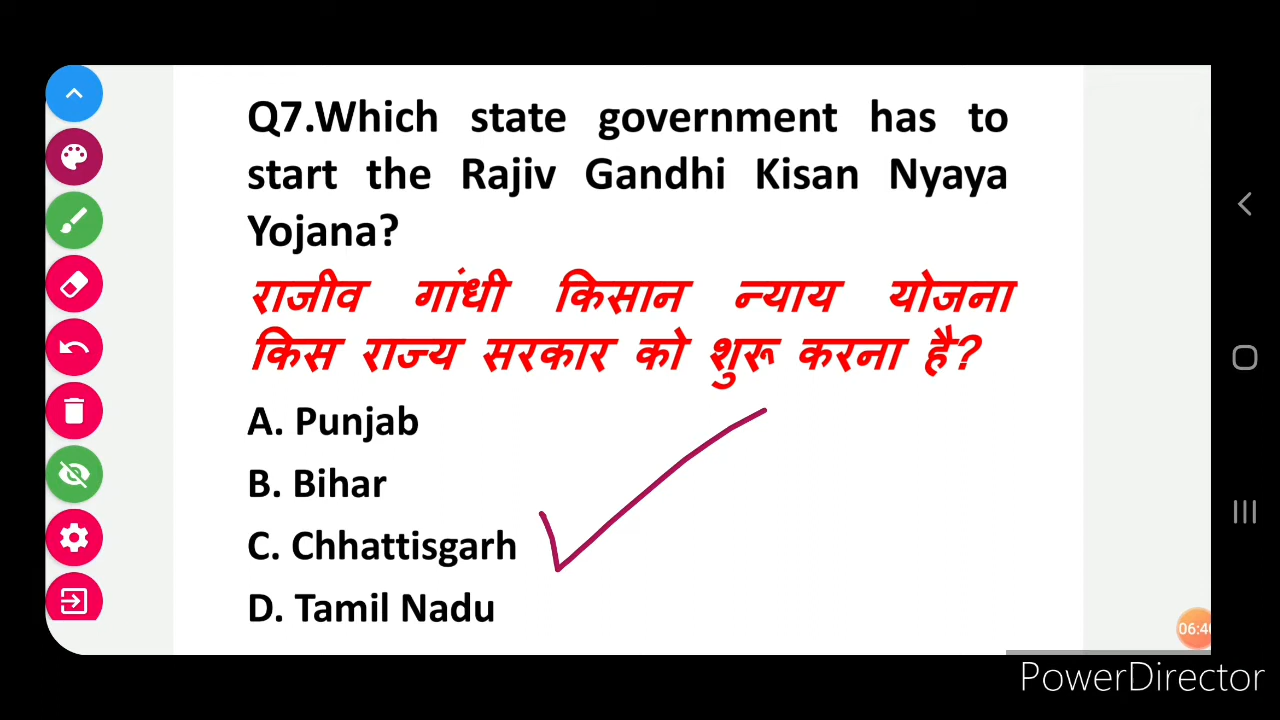 Q7.Which state government has to
start the Rajiv Gandhi Kisan Nyaya
Yojana?
राजीव गांधी किसान न्याय योजना
किस राज्य सरकार को शुरू करना है?
A. Punjab
B. Bihar
C. Chhattisgarh
D. Tamil Nadu
PowerDirector